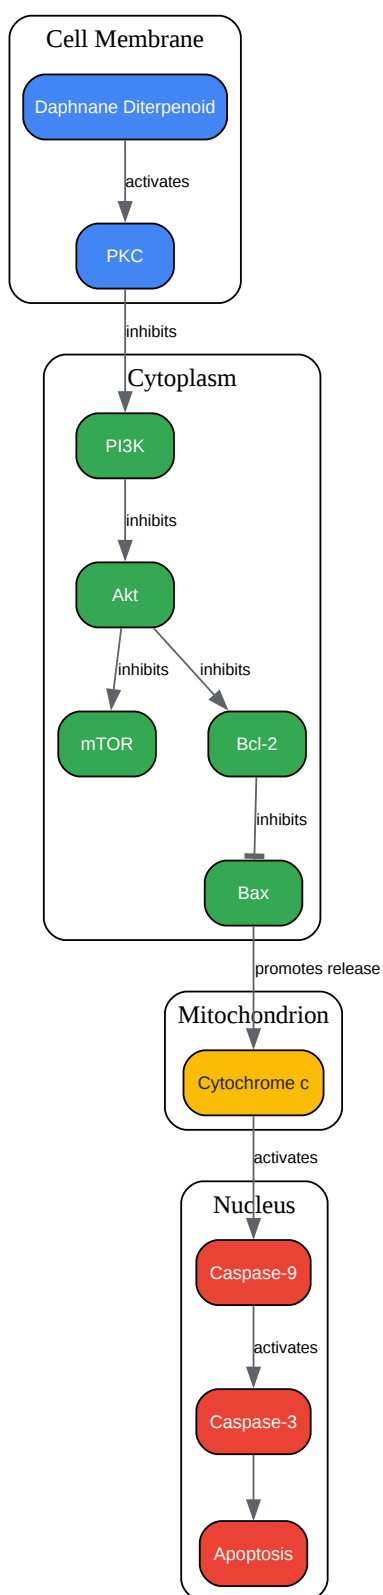 Cell Membrane
Daphnane Diterpenoid
activates
PKC
inhibits
Cytoplasm
PI3K
inhibits
Akt
inhibits
inhibits
mTOR
Bcl-2
inhibits
Bax
promotes release
Mitochondrion
Cytochrome c
activates
Nucleus
Caspase-9
activates
Caspase-3
Apoptosis